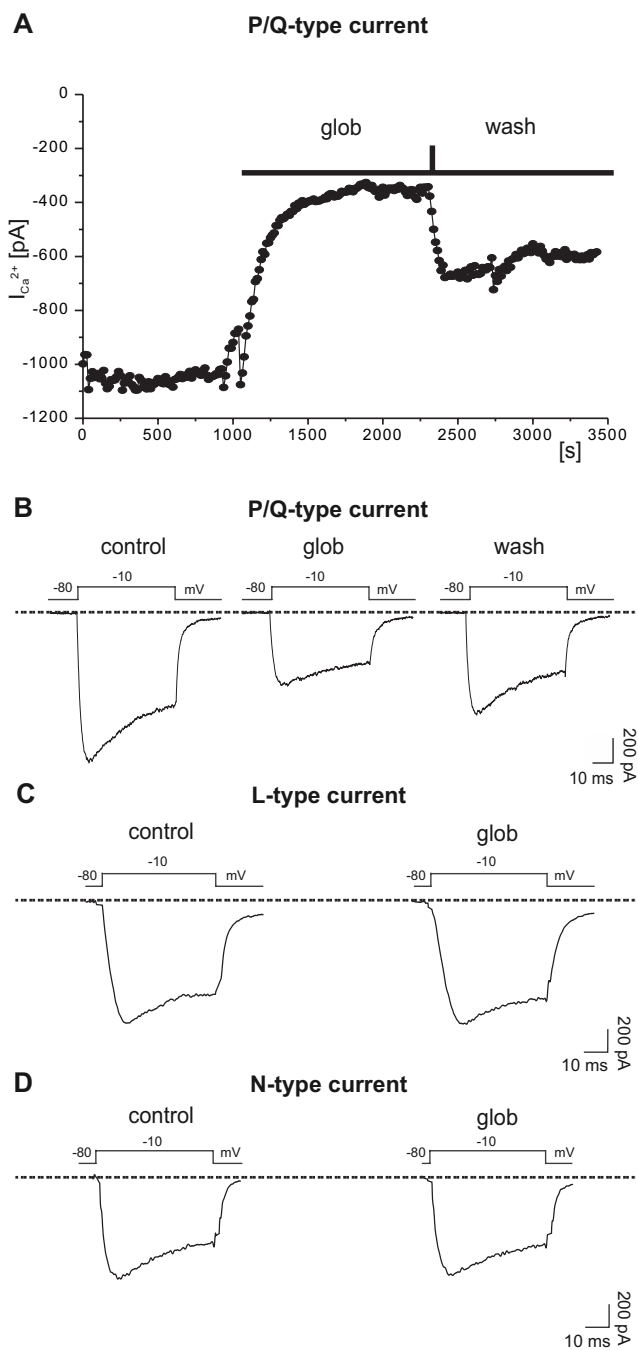 A P/Q-type current
0
-200
-400
-600
-800
-1000
-1200
I Ca2+ [pA]
glob wash
0 500 1000 1500 2000 2500 3000 3500
[s]
B P/Q-type current
control glob wash
-80 -10 mV -80 -10 mV -80 -10 mV
200 pA
10 ms
C L-type current
control glob
-80 -10 mV -80 -10 mV
200 pA
10 ms
D N-type current
control glob
-80 -10 mV -80 -10 mV
200 pA
10 ms